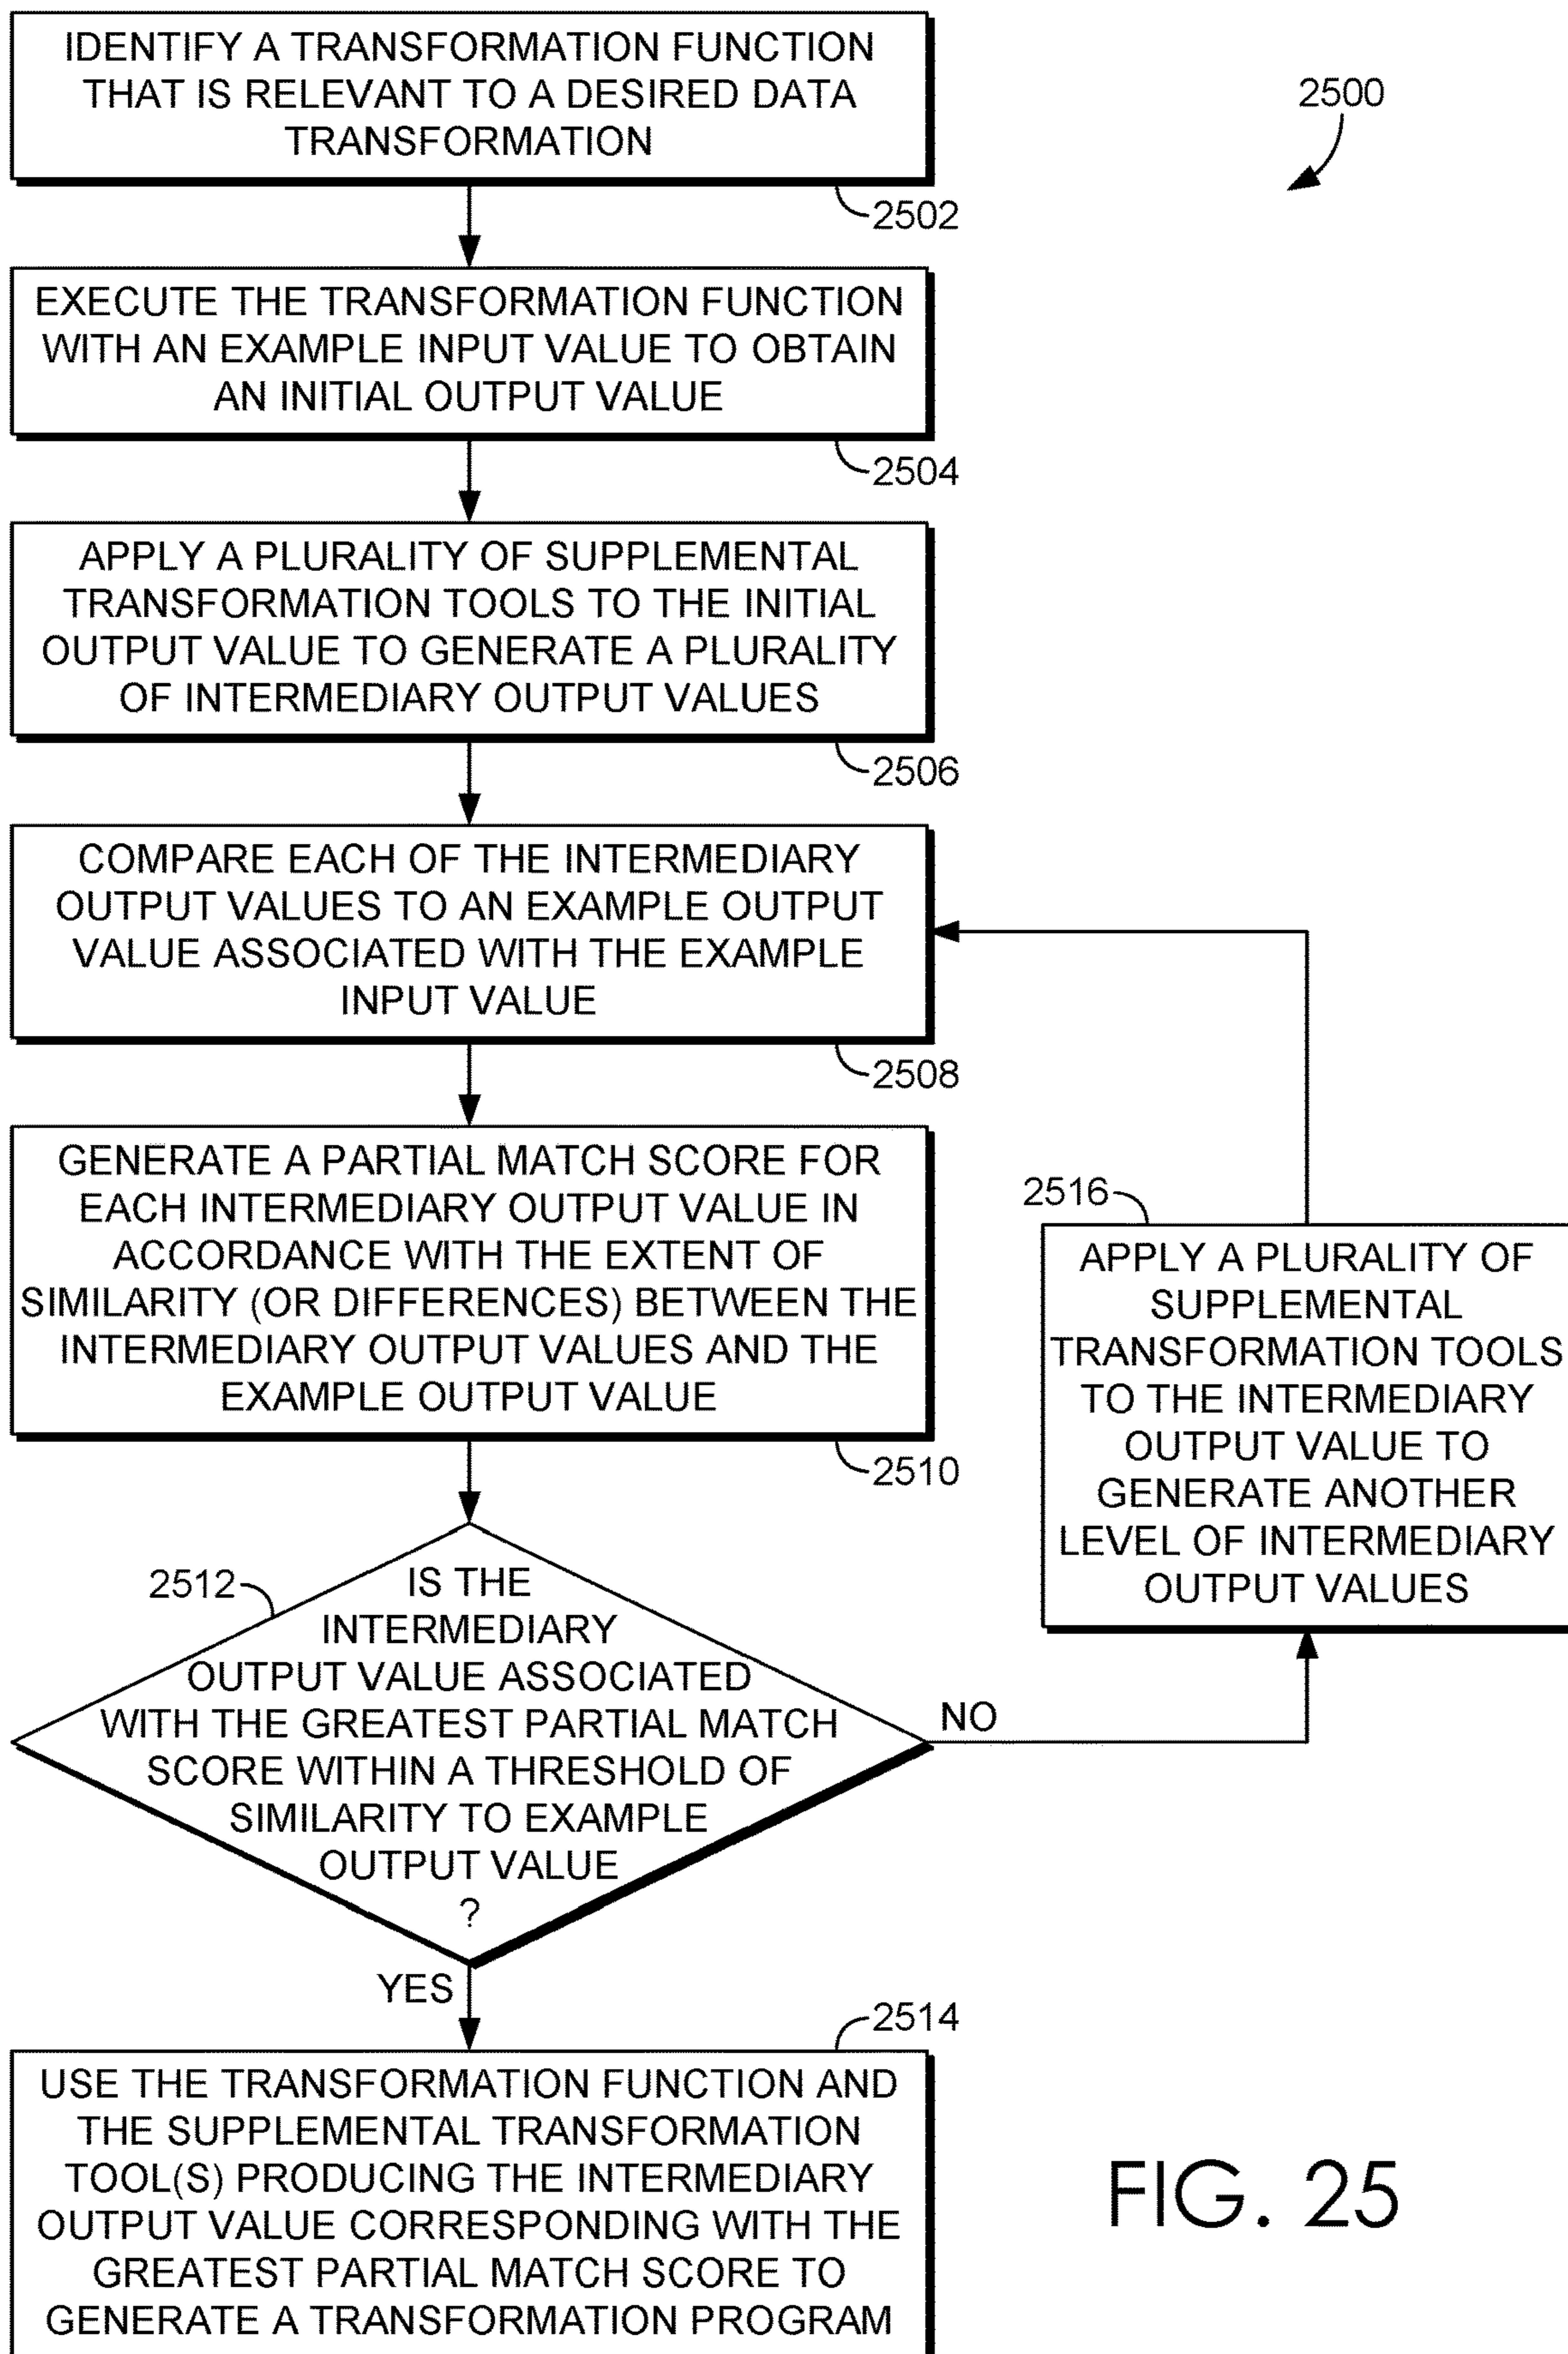 IDENTIFY A TRANSFORMATION FUNCTION
THAT IS RELEVANT TO A DESIRED DATA
TRANSFORMATION
2500
2502
EXECUTE THE TRANSFORMATION FUNCTION
WITH AN EXAMPLE INPUT VALUE TO OBTAIN
AN INITIAL OUTPUT VALUE
2504
APPLY A PLURALITY OF SUPPLEMENTAL
TRANSFORMATION TOOLS TO THE INITIAL
OUTPUT VALUE TO GENERATE A PLURALITY
OF INTERMEDIARY OUTPUT VALUES
2506
COMPARE EACH OF THE INTERMEDIARY
OUTPUT VALUES TO AN EXAMPLE OUTPUT
VALUE ASSOCIATED WITH THE EXAMPLE
INPUT VALUE
2508
GENERATE A PARTIAL MATCH SCORE FOR
EACH INTERMEDIARY OUTPUT VALUE IN
ACCORDANCE WITH THE EXTENT OF
SIMILARITY (OR DIFFERENCES) BETWEEN THE
INTERMEDIARY OUTPUT VALUES AND THE
EXAMPLE OUTPUT VALUE
2510
2512
IS THE
INTERMEDIARY
OUTPUT VALUE ASSOCIATED
WITH THE GREATEST PARTIAL MATCH
SCORE WITHIN A THRESHOLD OF
SIMILARITY TO EXAMPLE
OUTPUT VALUE
?
NO
2516
APPLY A PLURALITY OF
SUPPLEMENTAL
TRANSFORMATION TOOLS
TO THE INTERMEDIARY
OUTPUT VALUE TO
GENERATE ANOTHER
LEVEL OF INTERMEDIARY
OUTPUT VALUES
YES
2514
USE THE TRANSFORMATION FUNCTION AND
THE SUPPLEMENTAL TRANSFORMATION
TOOL(S) PRODUCING THE INTERMEDIARY
OUTPUT VALUE CORRESPONDING WITH THE
GREATEST PARTIAL MATCH SCORE TO
GENERATE A TRANSFORMATION PROGRAM
FIG. 25